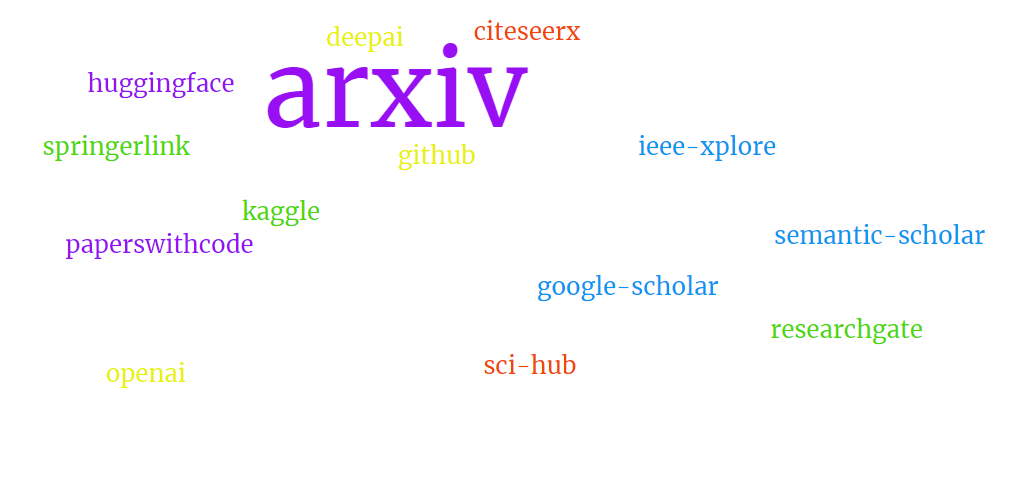 citeseerx
deepai
arxiv
huggingface
springerlink
github
ieee-xplore
kaggle
paperswithcode
semantic-scholar
google-scholar
researchgate
sci-hub
openai